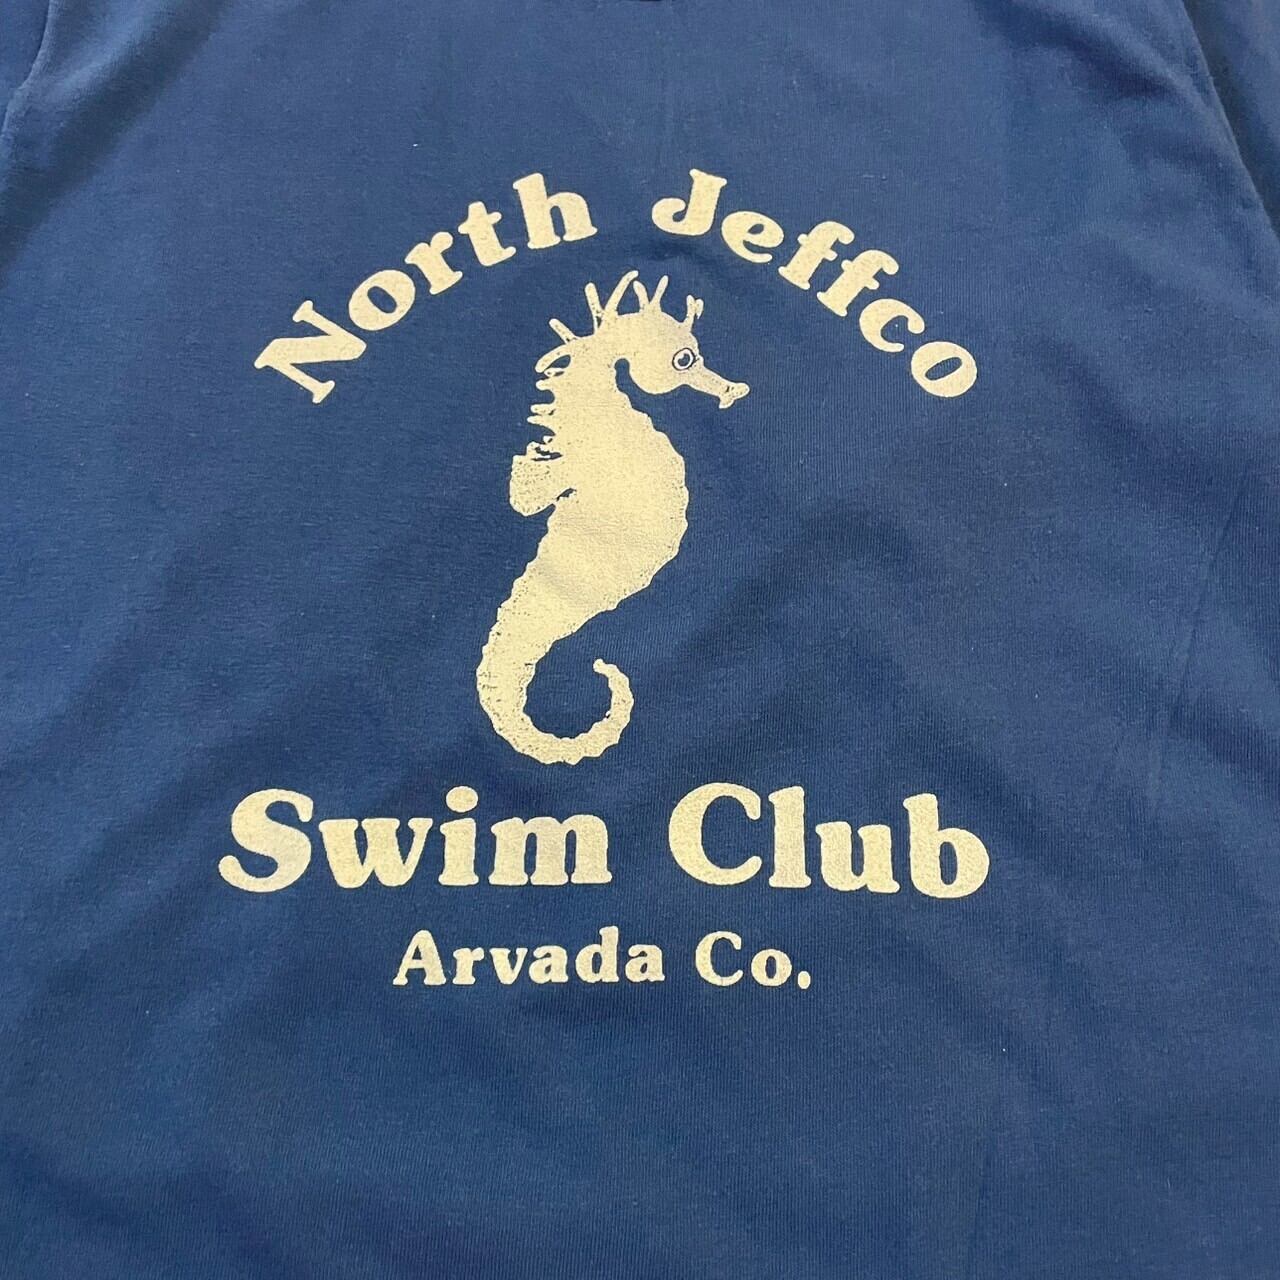 North Jeffco
Swim Club
Arvada Co.